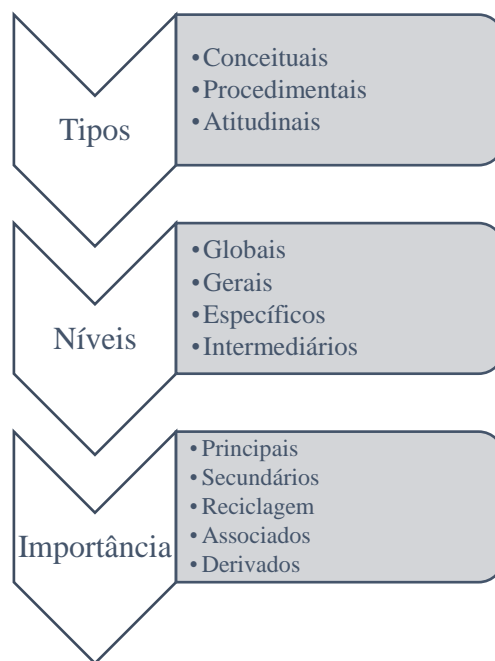 Tipos
•Conceituais
•Procedimentais
•Atitudinais
Níveis
•Globais
•Gerais
•Específicos
•Intermediários
Importância
•Principais
•Secundários
•Reciclagem
•Associados
•Derivados